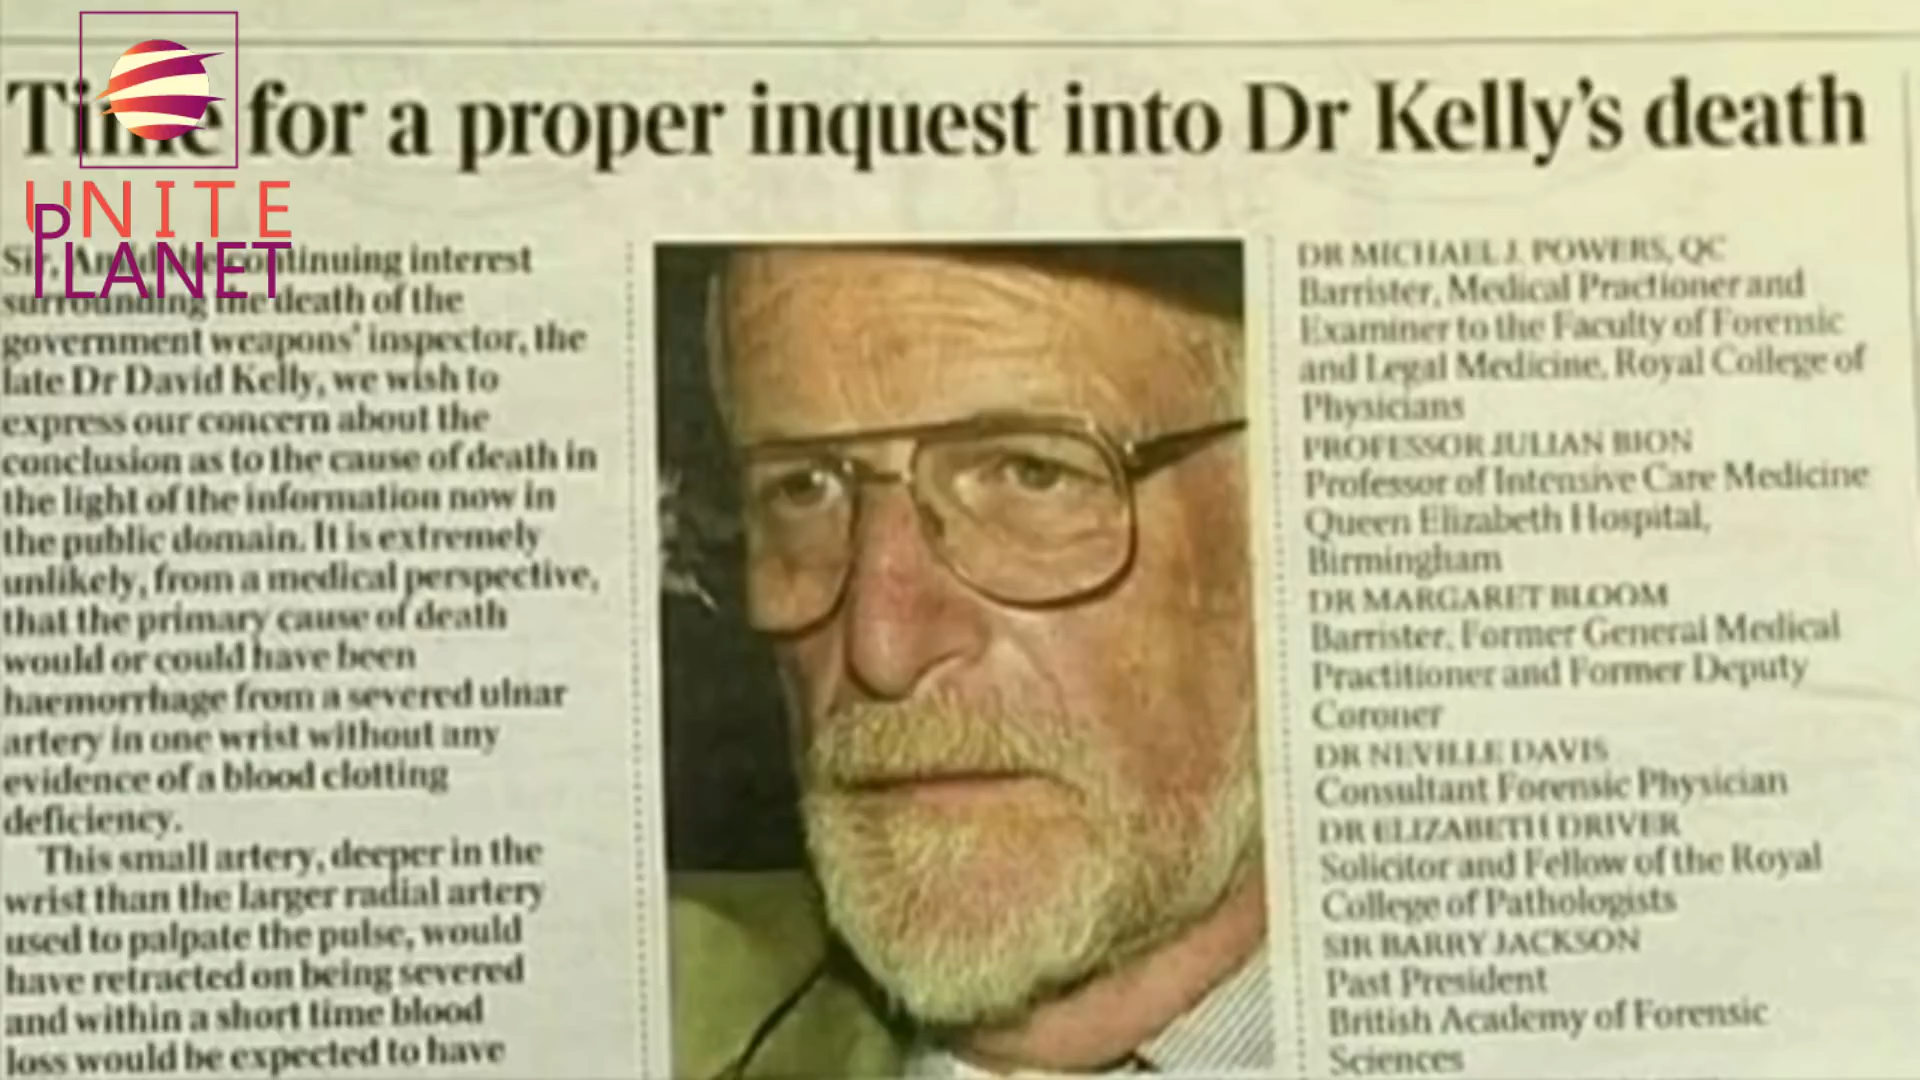 Time for a proper inquest into Dr Kelly's death
UNITE
PLANET
Sir, Amid the continuing interest
surrounding the death of the
government weapons' inspector, the
late Dr David Kelly, we wish to
express our concern about the
conclusion as to the cause of death in
the light of the information now in
the public domain. It is extremely
unlikely, from a medical perspective,
that the primary cause of death
would or could have been
haemorrhage from a severed ulnar
artery in one wrist without any
evidence of a blood clotting
deficiency.
This small artery, deeper in the
wrist than the larger radial artery
used to palpate the pulse, would
have retracted on being severed
and within a short time blood
loss would be expected to have
DR MICHAEL J. POWERS, QC
Barrister, Medical Practioner and
Examiner to the Faculty of Forensic
and Legal Medicine, Royal College of
Physicians
PROFESSOR JULIAN BION
Professor of Intensive Care Medicine
Queen Elizabeth Hospital,
Birmingham
DR MARGARET BLOOM
Barrister, Former General Medical
Practitioner and Former Deputy
Coroner
DR NEVILLE DAVIS
Consultant Forensic Physician
DR ELIZABETH DRIVER
Solicitor and Fellow of the Royal
College of Pathologists
SIR BARRY JACKSON
Past President
British Academy of Forensic
Sciences